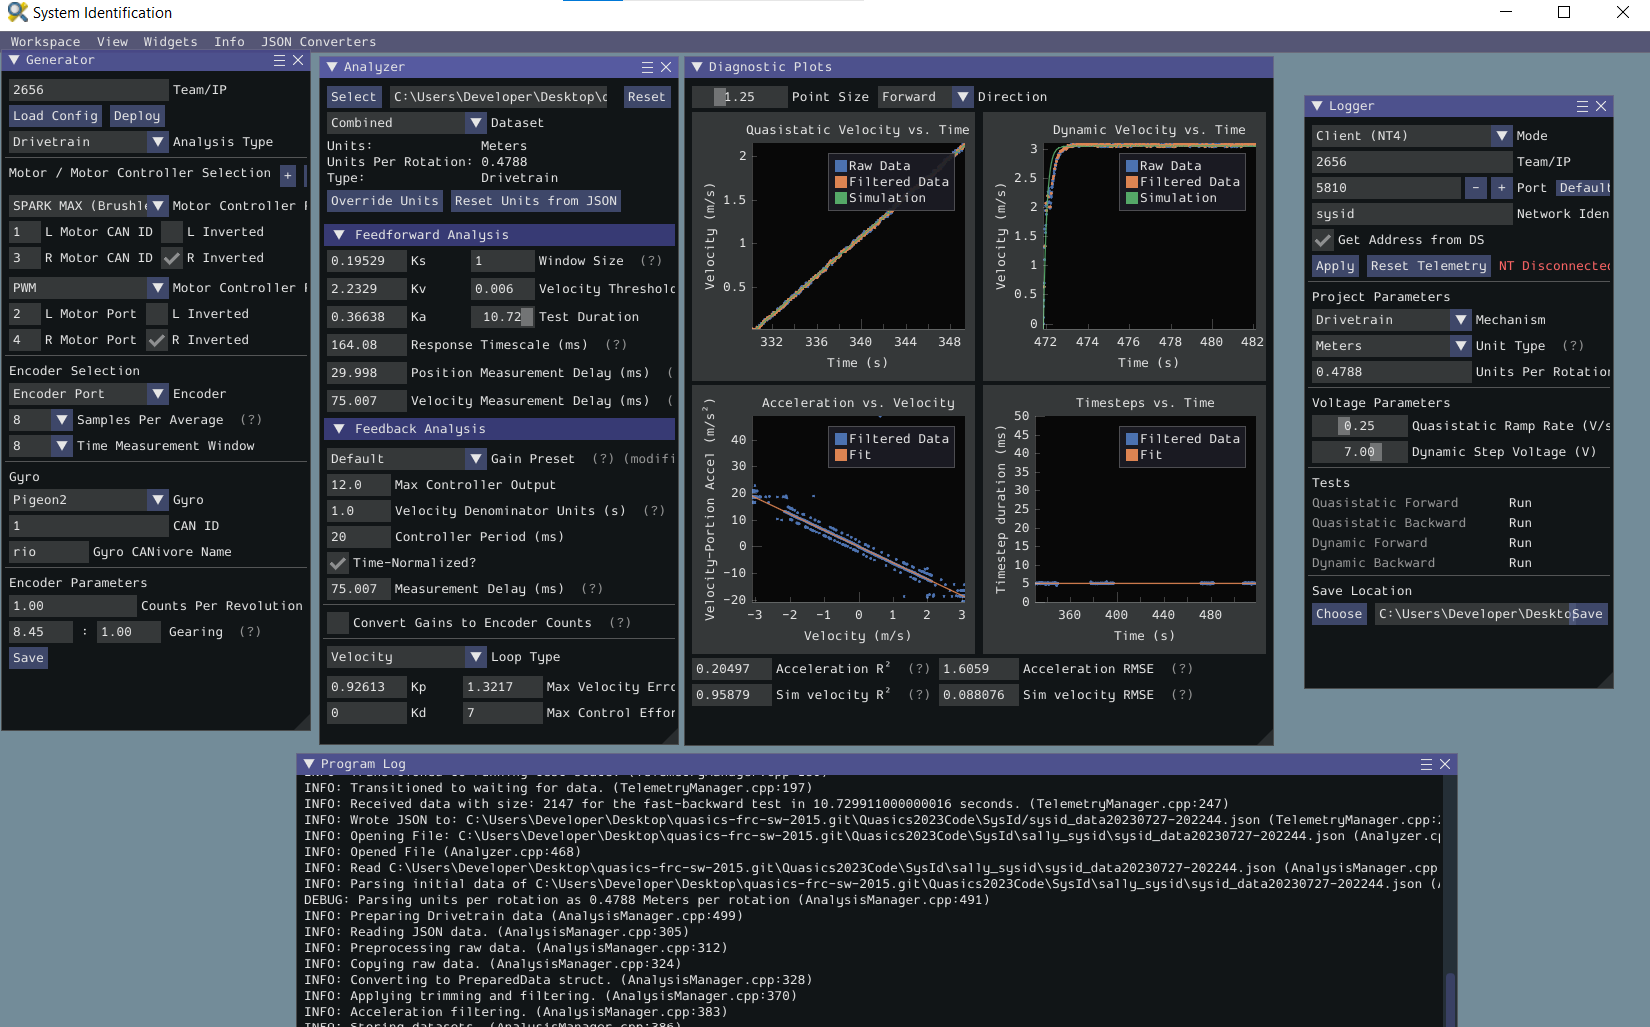 System Identification
Workspace View Widgets Info JSON Converters
Generator
2656 Team/IP
Load Config Deploy
Drivetrain Analysis Type
Motor / Motor Controller Selection +
SPARK MAX (Brushle Motor Controller
1 L Motor CAN ID L Inverted
3 R Motor CAN ID R Inverted
PWM Motor Controller
2 L Motor Port L Inverted
4 R Motor Port R Inverted
Encoder Selection
Encoder Port Encoder
8 Samples Per Average (?)
8 Time Measurement Window
Gyro
Pigeon2 Gyro
1 CAN ID
rio Gyro CANivore Name
Encoder Parameters
1.00 Counts Per Revolution
8.45 : 1.00 Gearing (?)
Save
Analyzer
Select C:\Users\Developer\Desktop\ Reset
Combined Dataset
Units: Meters
Units Per Rotation: 0.4788
Type: Drivetrain
Override Units Reset Units from JSON
Feedforward Analysis
0.19529 Ks 1 Window Size (?)
2.2329 Kv 0.006 Velocity Threshold
0.36638 Ka 10.72 Test Duration
164.08 Response Timescale (ms) (?)
29.998 Position Measurement Delay (ms) (
75.007 Velocity Measurement Delay (ms) (
Feedback Analysis
Default Gain Preset (?) (modifi
12.0 Max Controller Output
1.0 Velocity Denominator Units (s) (?)
20 Controller Period (ms)
Time-Normalized?
75.007 Measurement Delay (ms) (?)
Convert Gains to Encoder Counts (?)
Velocity Loop Type
0.92613 Kp 1.3217 Max Velocity Erro
0 Kd 7 Max Control Effor
Diagnostic Plots
1.25 Point Size Forward Direction
Quasistatic Velocity vs. Time
Raw Data
Filtered Data
Simulation
Velocity (m/s)
2
1.5
1
0.5
332 336 340 344 348
Time (s)
Dynamic Velocity vs. Time
Raw Data
Filtered Data
Simulation
Velocity (m/s)
3
2.5
2
1.5
1
0.5
0
472 474 476 478 480 482
Time (s)
Acceleration vs. Velocity
Filtered Data
Fit
Velocity-Portion Accel (m/s²)
40
30
20
10
0
-10
-20
-3 -2 -1 0 1 2 3
Velocity (m/s)
Timesteps vs. Time
Filtered Data
Fit
Timestep duration (ms)
50
45
40
35
30
25
20
15
10
5
0
360 400 440 480
Time (s)
0.20497 Acceleration R² (?) 1.6059 Acceleration RMSE (?)
0.95879 Sim velocity R² (?) 0.088076 Sim velocity RMSE (?)
Logger
Client (NT4) Mode
2656 Team/IP
5810 - + Port Default
sysid Network Iden
Get Address from DS
Apply Reset Telemetry NT Disconnected
Project Parameters
Drivetrain Mechanism
Meters Unit Type (?)
0.4788 Units Per Rotation
Voltage Parameters
0.25 Quasistatic Ramp Rate (V/s
7.00 Dynamic Step Voltage (V)
Tests
Quasistatic Forward Run
Quasistatic Backward Run
Dynamic Forward Run
Dynamic Backward Run
Save Location
Choose C:\Users\Developer\Deskto Save
Program Log
INFO: Transitioned to waiting for data. (TelemetryManager.cpp:197)
INFO: Received data with size: 2147 for the fast-backward test in 10.729911000000016 seconds. (TelemetryManager.cpp:247)
INFO: Wrote JSON to: C:\Users\Developer\Desktop\quasics-frc-sw-2015.git\Quasics2023Code\SysId/sysid_data20230727-202244.json (TelemetryManager.cpp:
INFO: Opening File: C:\Users\Developer\Desktop\quasics-frc-sw-2015.git\Quasics2023Code\SysId\sally_sysid\sysid_data20230727-202244.json (Analyzer.cp
INFO: Opened File (Analyzer.cpp:468)
INFO: Read C:\Users\Developer\Desktop\quasics-frc-sw-2015.git\Quasics2023Code\SysId\sally_sysid\sysid_data20230727-202244.json (AnalysisManager.cpp
INFO: Parsing initial data of C:\Users\Developer\Desktop\quasics-frc-sw-2015.git\Quasics2023Code\SysId\sally_sysid\sysid_data20230727-202244.json (A
DEBUG: Parsing units per rotation as 0.4788 Meters per rotation (AnalysisManager.cpp:491)
INFO: Preparing Drivetrain data (AnalysisManager.cpp:499)
INFO: Reading JSON data. (AnalysisManager.cpp:305)
INFO: Preprocessing raw data. (AnalysisManager.cpp:312)
INFO: Copying raw data. (AnalysisManager.cpp:324)
INFO: Converting to PreparedData struct. (AnalysisManager.cpp:328)
INFO: Applying trimming and filtering. (AnalysisManager.cpp:370)
INFO: Acceleration filtering. (AnalysisManager.cpp:383)
INFO: Storing datasets. (AnalysisManager.cpp:386)